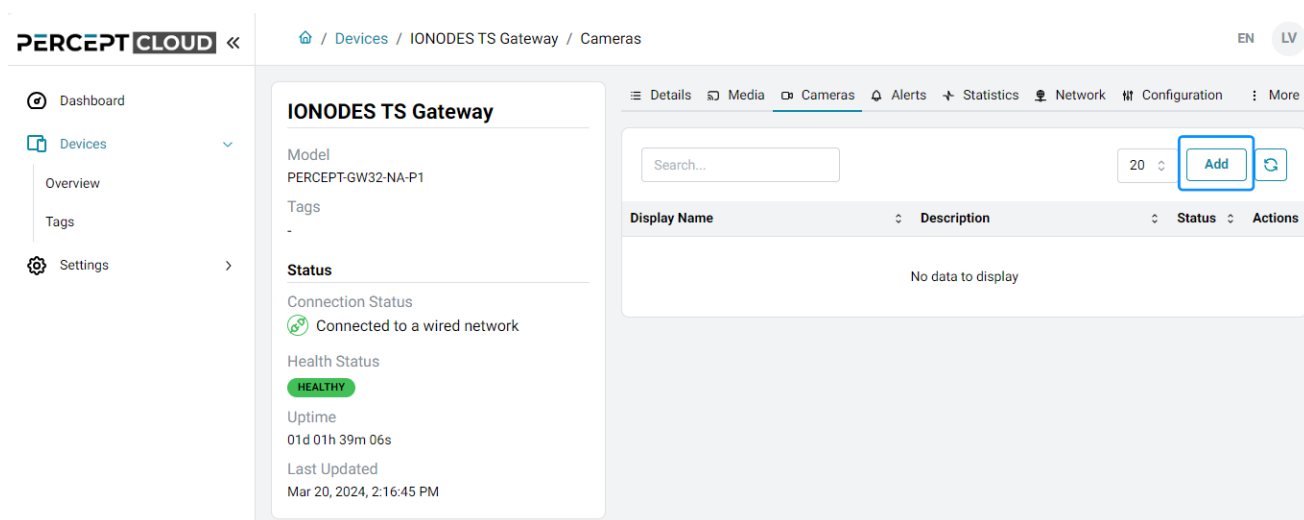 PERCEPT CLOUD «
/ Devices / IONODES TS Gateway / Cameras
EN LV
Dashboard
Devices
Overview
Tags
Settings
IONODES TS Gateway
Model
PERCEPT-GW32-NA-P1
Tags
-
Status
Connection Status
Connected to a wired network
Health Status
HEALTHY
Uptime
01d 01h 39m 06s
Last Updated
Mar 20, 2024, 2:16:45 PM
Details Media Cameras Alerts Statistics Network Configuration More
Search... 20 Add
Display Name Description Status Actions
No data to display